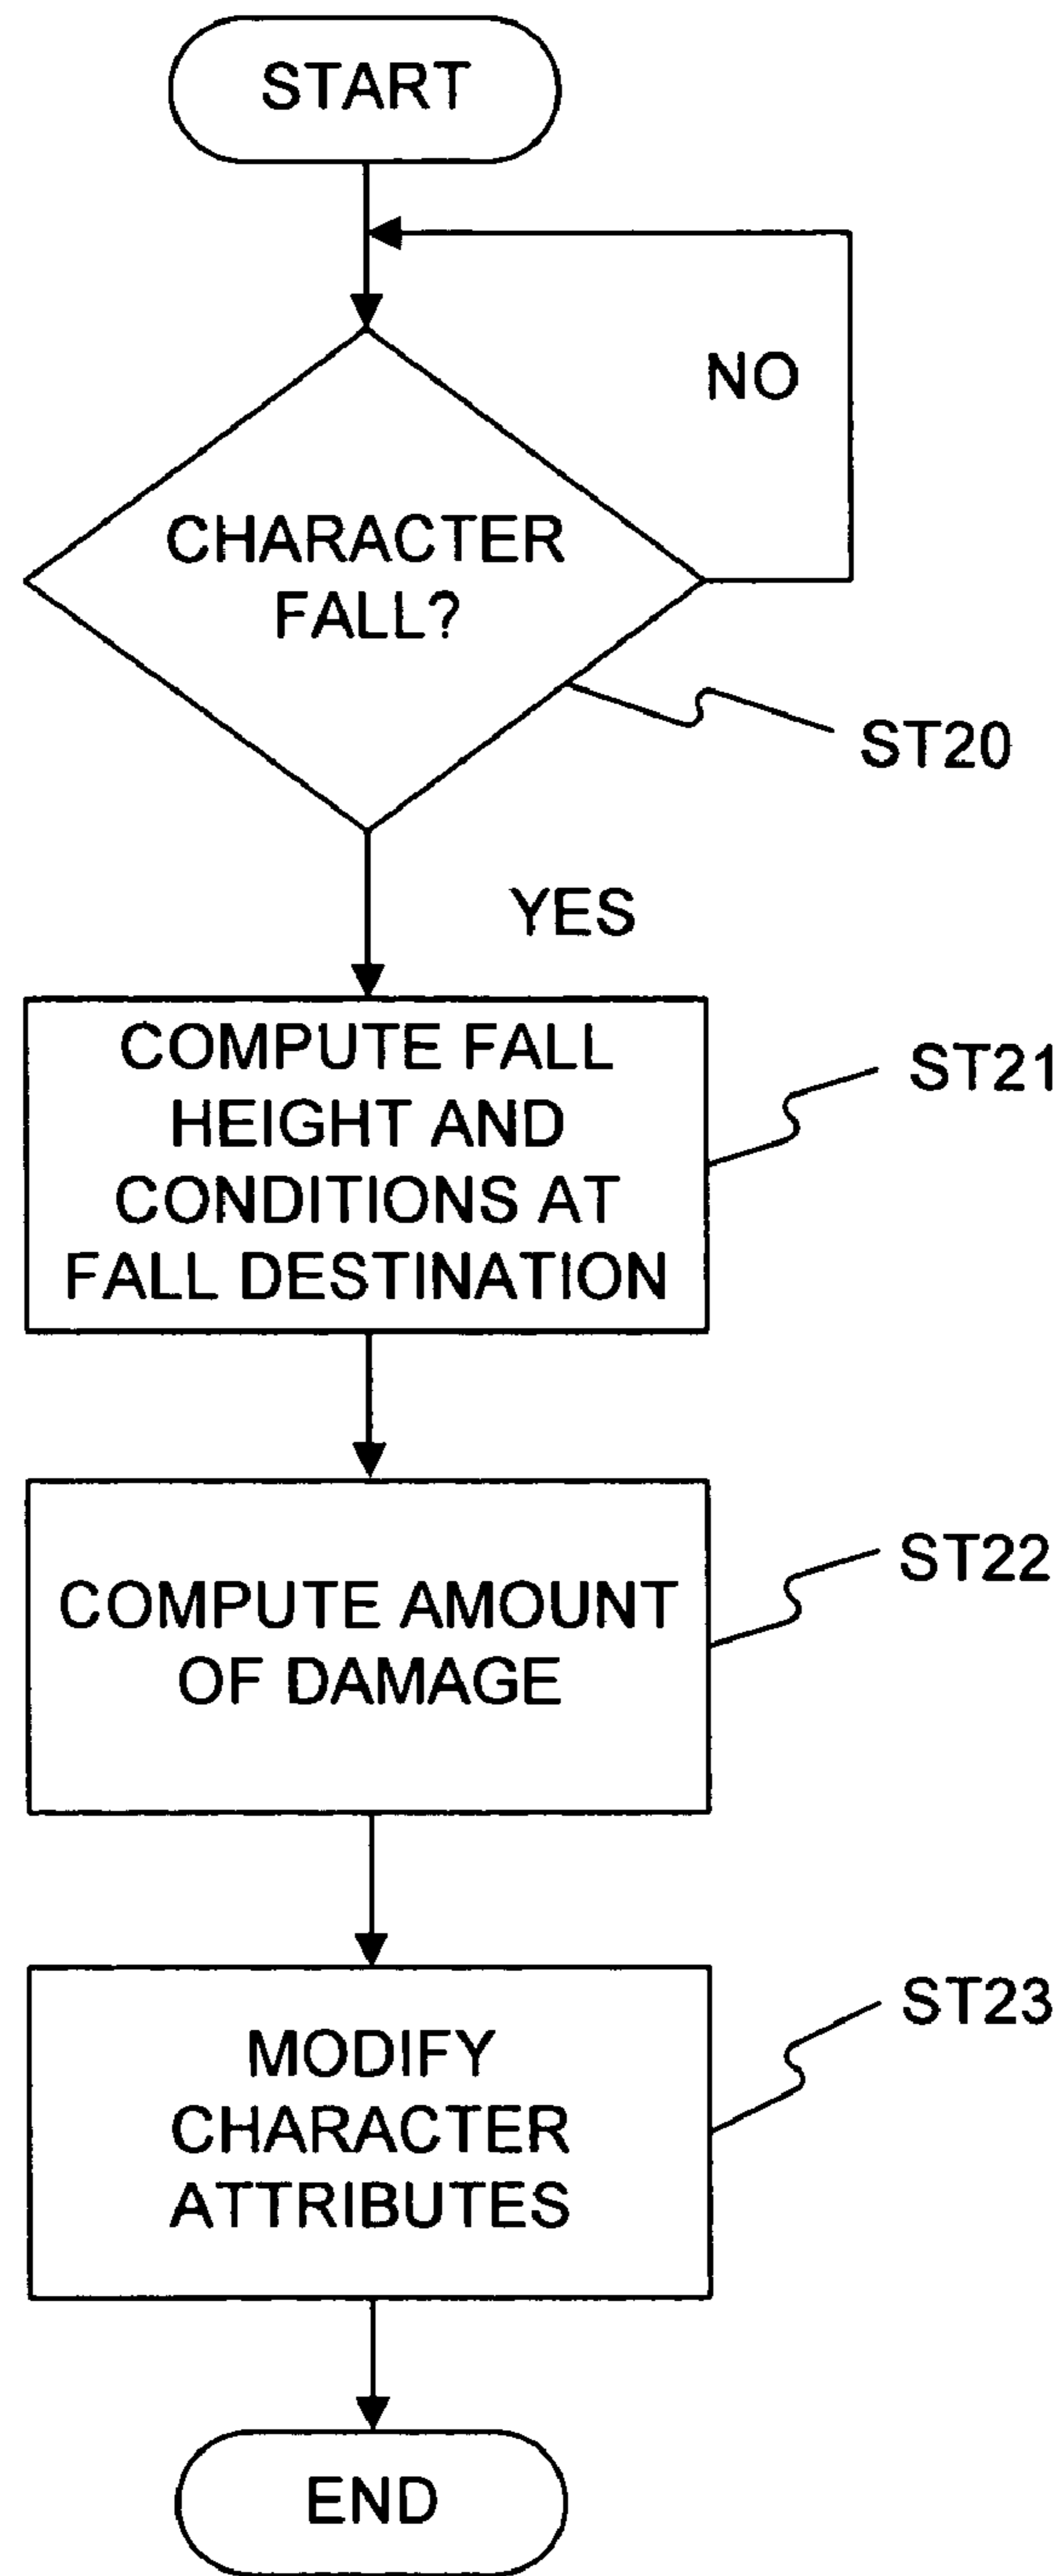 START
NO
CHARACTER
FALL?
ST20
YES
COMPUTE FALL
HEIGHT AND
CONDITIONS AT
FALL DESTINATION
ST21
COMPUTE AMOUNT
OF DAMAGE
ST22
MODIFY
CHARACTER
ATTRIBUTES
ST23
END